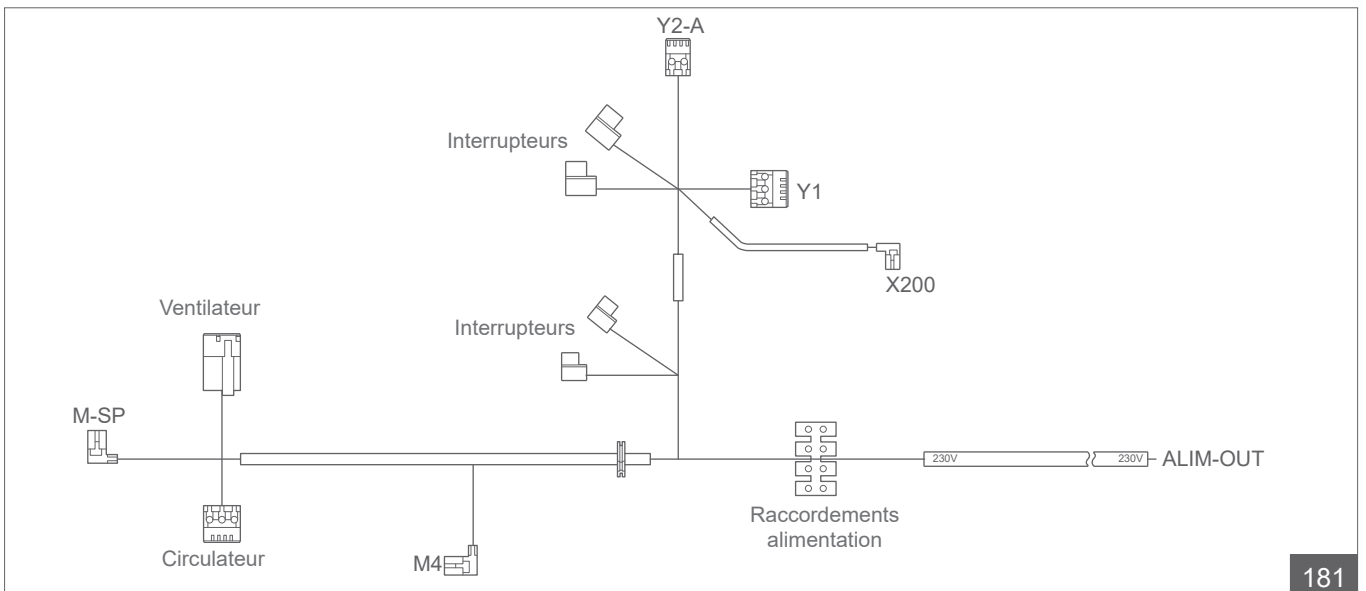 Y2-A
Interrupteurs
Y1
X200
Ventilateur
Interrupteurs
M-SP
230V
230V
ALIM-OUT
Raccordements
alimentation
Circulateur
M4
181